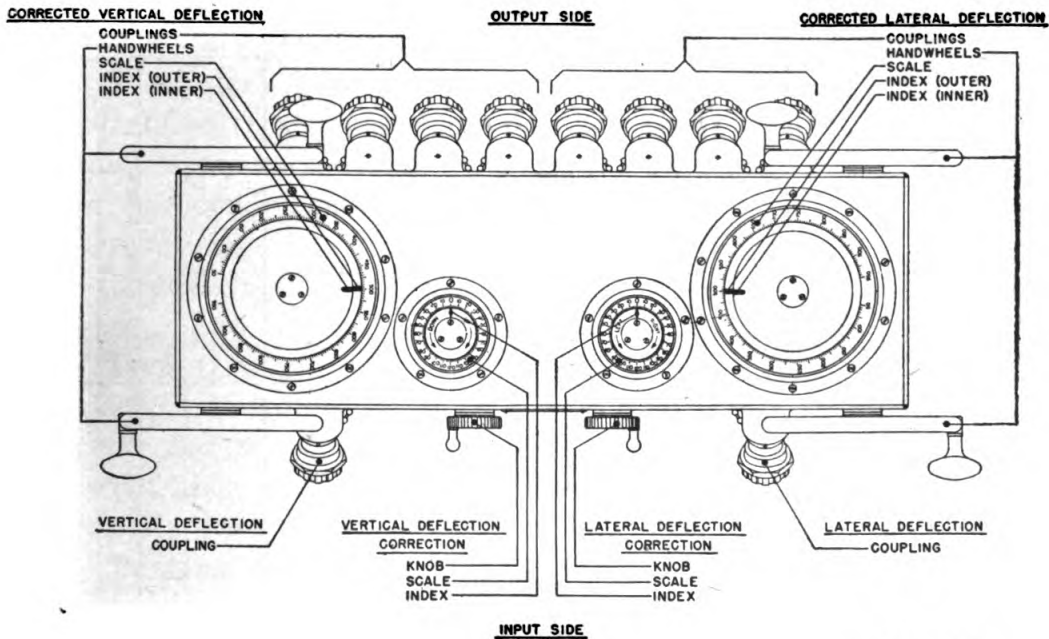 CORRECTED VERTICAL DEFLECTION
COUPLINGS
HANDWHEELS
SCALE
INDEX (OUTER)
INDEX (INNER)
OUTPUT SIDE
CORRECTED LATERAL DEFLECTION
COUPLINGS
HANDWHEELS
SCALE
INDEX (OUTER)
INDEX (INNER)
VERTICAL DEFLECTION
COUPLING
VERTICAL DEFLECTION
CORRECTION
KNOB
SCALE
INDEX
LATERAL DEFLECTION
CORRECTION
KNOB
SCALE
INDEX
LATERAL DEFLECTION
COUPLING
INPUT SIDE